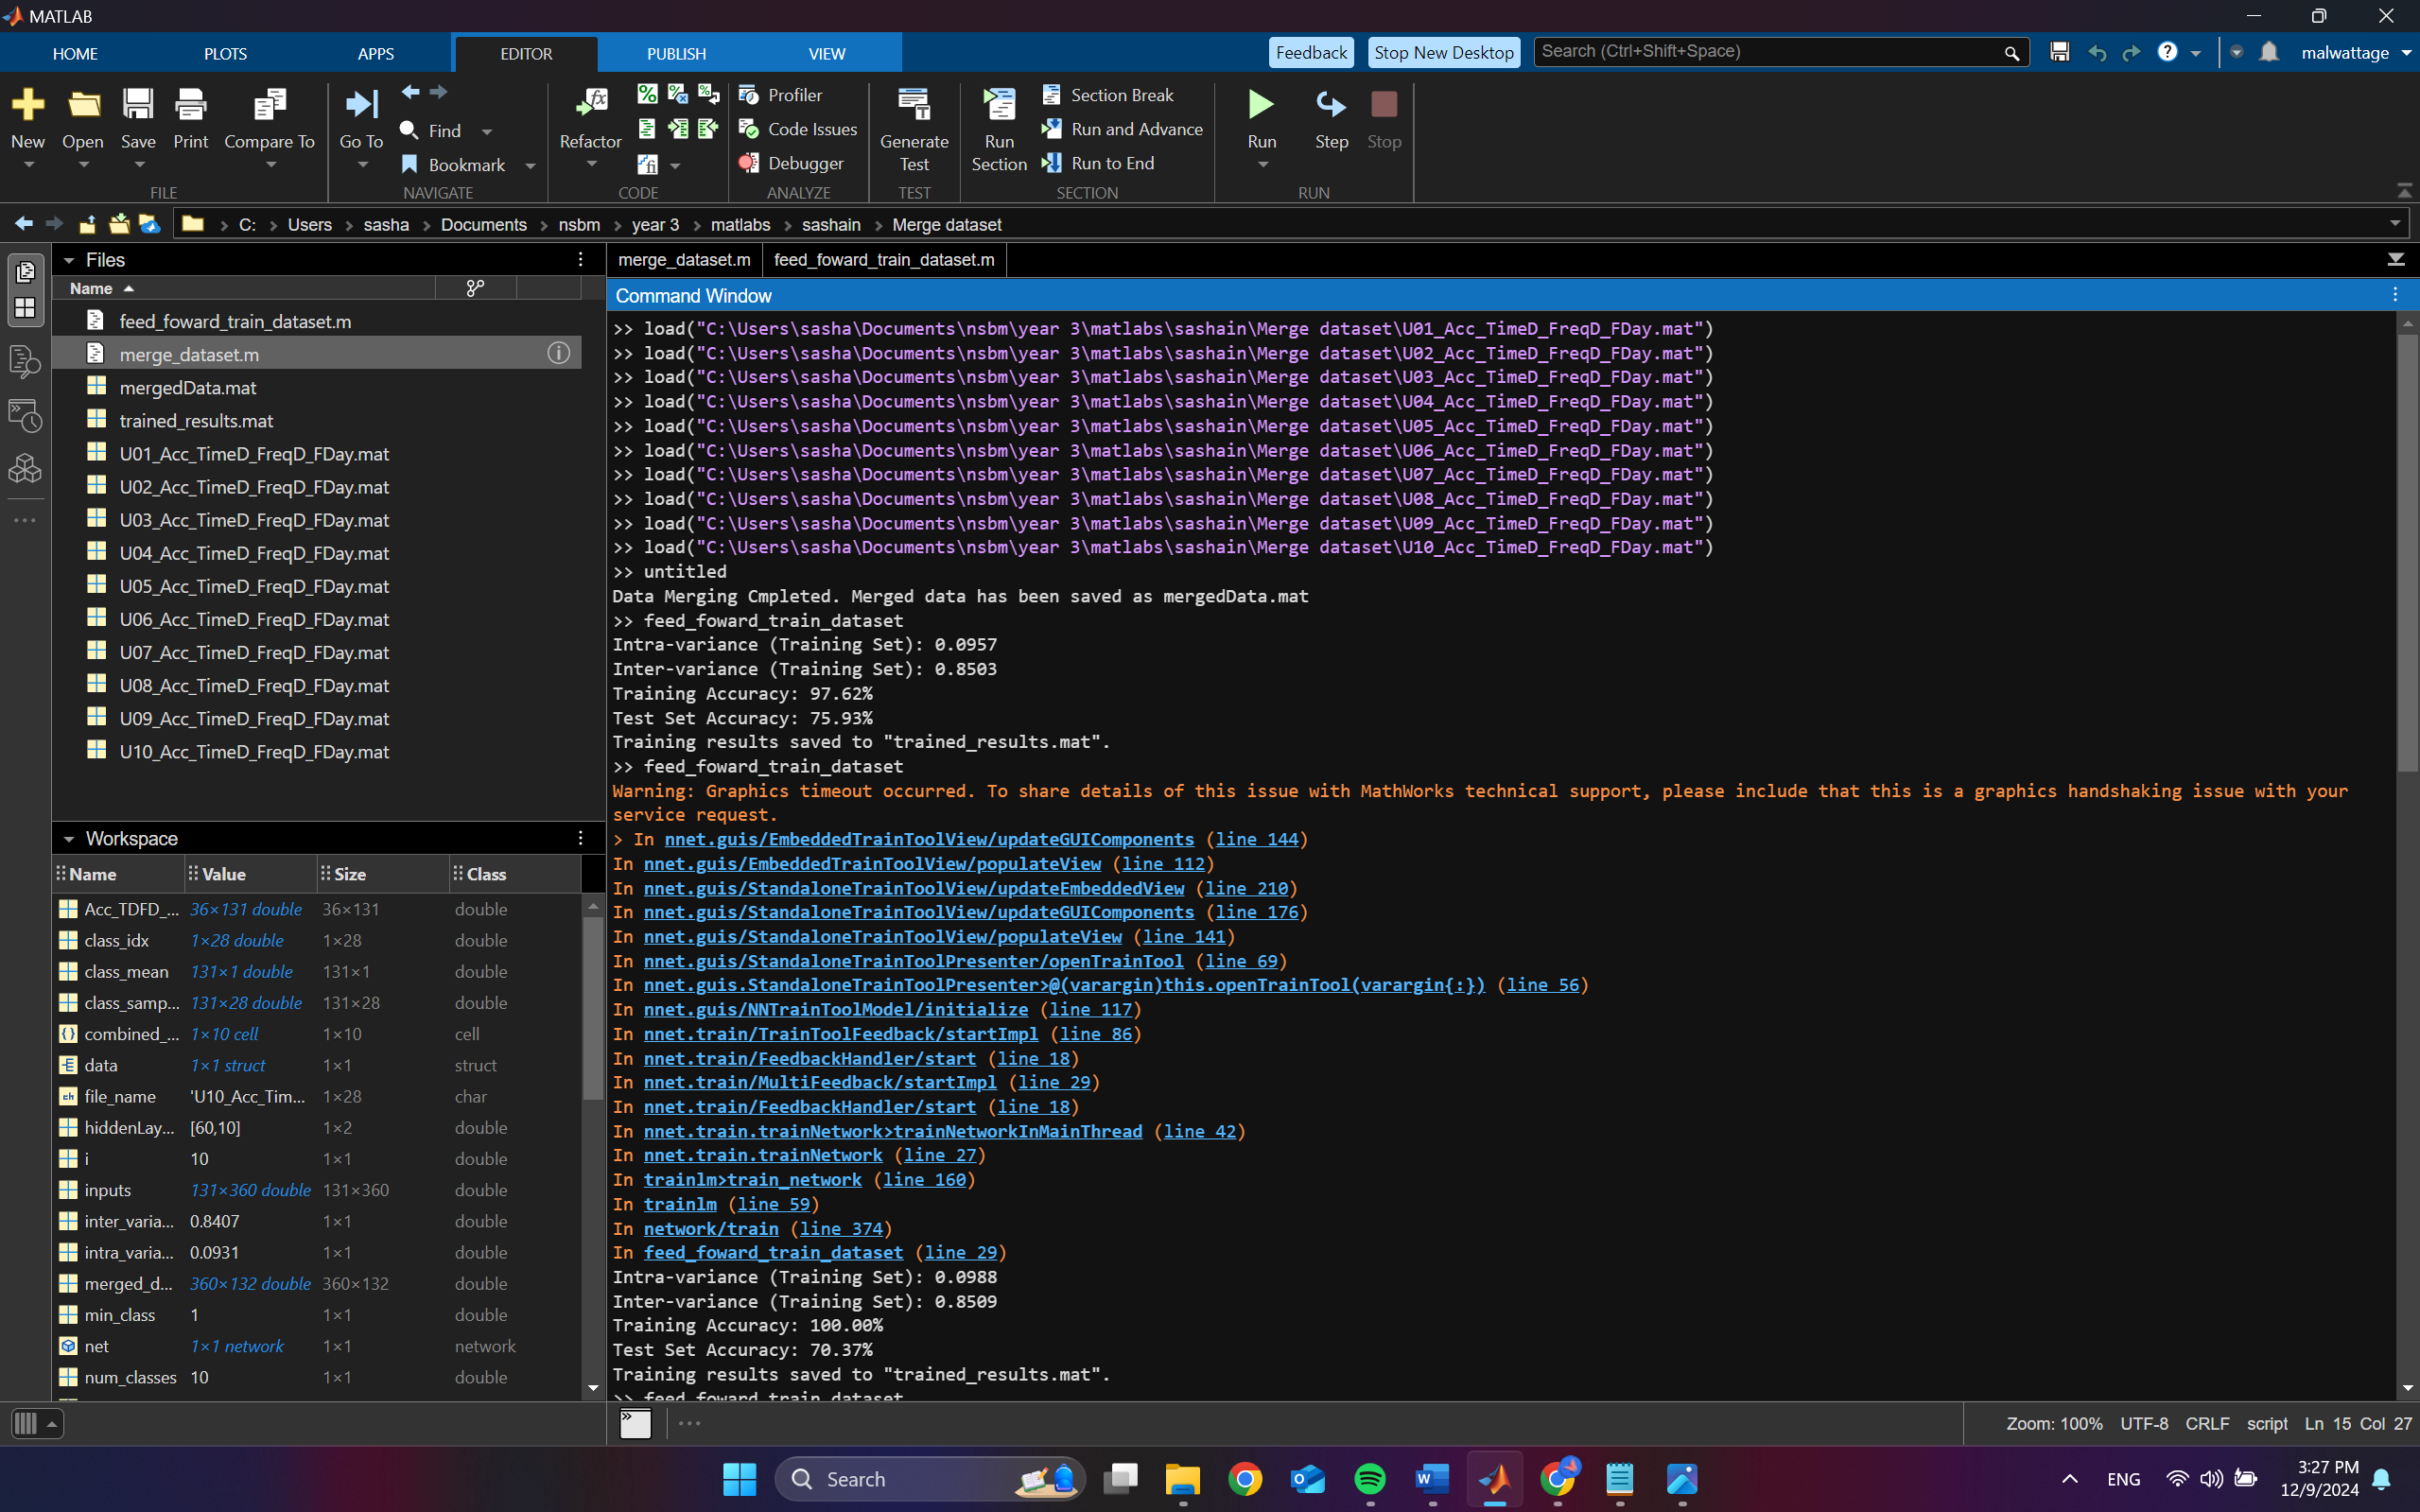 MATLAB
HOME PLOTS APPS EDITOR PUBLISH VIEW Feedback Stop New Desktop Search (Ctrl+Shift+Space) malwattage
New Open Save Print Compare To Go To Find Bookmark Refactor Profiler Code Issues Debugger Generate Test Run Section Section Break Run and Advance Run to End Run Step Stop
FILE NAVIGATE CODE ANALYZE TEST SECTION RUN
C: Users sasha Documents nsbm year 3 matlabs sashain Merge dataset
Files
Name
feed_foward_train_dataset.m
merge_dataset.m
mergedData.mat
trained_results.mat
U01_Acc_TimeD_FreqD_FDay.mat
U02_Acc_TimeD_FreqD_FDay.mat
U03_Acc_TimeD_FreqD_FDay.mat
U04_Acc_TimeD_FreqD_FDay.mat
U05_Acc_TimeD_FreqD_FDay.mat
U06_Acc_TimeD_FreqD_FDay.mat
U07_Acc_TimeD_FreqD_FDay.mat
U08_Acc_TimeD_FreqD_FDay.mat
U09_Acc_TimeD_FreqD_FDay.mat
U10_Acc_TimeD_FreqD_FDay.mat
Workspace
Name Value Size Class
Acc_TDFD_... 36×131 double 36×131 double
class_idx 1×28 double 1×28 double
class_mean 131×1 double 131×1 double
class_samp... 131×28 double 131×28 double
combined_... 1×10 cell 1×10 cell
data 1×1 struct 1×1 struct
file_name 'U10_Acc_Tim... 1×28 char
hiddenLay... [60,10] 1×2 double
i 10 1×1 double
inputs 131×360 double 131×360 double
inter_varia... 0.8407 1×1 double
intra_varia... 0.0931 1×1 double
merged_d... 360×132 double 360×132 double
min_class 1 1×1 double
net 1×1 network 1×1 network
num_classes 10 1×1 double
merge_dataset.m feed_foward_train_dataset.m
Command Window
>> load("C:\Users\sasha\Documents\nsbm\year 3\matlabs\sashain\Merge dataset\U01_Acc_TimeD_FreqD_FDay.mat")
>> load("C:\Users\sasha\Documents\nsbm\year 3\matlabs\sashain\Merge dataset\U02_Acc_TimeD_FreqD_FDay.mat")
>> load("C:\Users\sasha\Documents\nsbm\year 3\matlabs\sashain\Merge dataset\U03_Acc_TimeD_FreqD_FDay.mat")
>> load("C:\Users\sasha\Documents\nsbm\year 3\matlabs\sashain\Merge dataset\U04_Acc_TimeD_FreqD_FDay.mat")
>> load("C:\Users\sasha\Documents\nsbm\year 3\matlabs\sashain\Merge dataset\U05_Acc_TimeD_FreqD_FDay.mat")
>> load("C:\Users\sasha\Documents\nsbm\year 3\matlabs\sashain\Merge dataset\U06_Acc_TimeD_FreqD_FDay.mat")
>> load("C:\Users\sasha\Documents\nsbm\year 3\matlabs\sashain\Merge dataset\U07_Acc_TimeD_FreqD_FDay.mat")
>> load("C:\Users\sasha\Documents\nsbm\year 3\matlabs\sashain\Merge dataset\U08_Acc_TimeD_FreqD_FDay.mat")
>> load("C:\Users\sasha\Documents\nsbm\year 3\matlabs\sashain\Merge dataset\U09_Acc_TimeD_FreqD_FDay.mat")
>> load("C:\Users\sasha\Documents\nsbm\year 3\matlabs\sashain\Merge dataset\U10_Acc_TimeD_FreqD_FDay.mat")
>> untitled
Data Merging Cmpleted. Merged data has been saved as mergedData.mat
>> feed_foward_train_dataset
Intra-variance (Training Set): 0.0957
Inter-variance (Training Set): 0.8503
Training Accuracy: 97.62%
Test Set Accuracy: 75.93%
Training results saved to "trained_results.mat".
>> feed_foward_train_dataset
Warning: Graphics timeout occurred. To share details of this issue with MathWorks technical support, please include that this is a graphics handshaking issue with your
service request.
> In nnet.guis/EmbeddedTrainToolView/updateGUIComponents (line 144)
In nnet.guis/EmbeddedTrainToolView/populateView (line 112)
In nnet.guis/StandaloneTrainToolView/updateEmbeddedView (line 210)
In nnet.guis/StandaloneTrainToolView/updateGUIComponents (line 176)
In nnet.guis/StandaloneTrainToolView/populateView (line 141)
In nnet.guis/StandaloneTrainToolPresenter/openTrainTool (line 69)
In nnet.guis.StandaloneTrainToolPresenter>@(varargin)this.openTrainTool(varargin{:}) (line 56)
In nnet.guis/NNTrainToolModel/initialize (line 117)
In nnet.train/TrainToolFeedback/startImpl (line 86)
In nnet.train/FeedbackHandler/start (line 18)
In nnet.train/MultiFeedback/startImpl (line 29)
In nnet.train/FeedbackHandler/start (line 18)
In nnet.train.trainNetwork>trainNetworkInMainThread (line 42)
In nnet.train.trainNetwork (line 27)
In trainlm>train_network (line 160)
In trainlm (line 59)
In network/train (line 374)
In feed_foward_train_dataset (line 29)
Intra-variance (Training Set): 0.0988
Inter-variance (Training Set): 0.8509
Training Accuracy: 100.00%
Test Set Accuracy: 70.37%
Training results saved to "trained_results.mat".
>> feed_foward_train_dataset
Zoom: 100% UTF-8 CRLF script Ln 15 Col 27
Search ENG 3:27 PM
12/9/2024